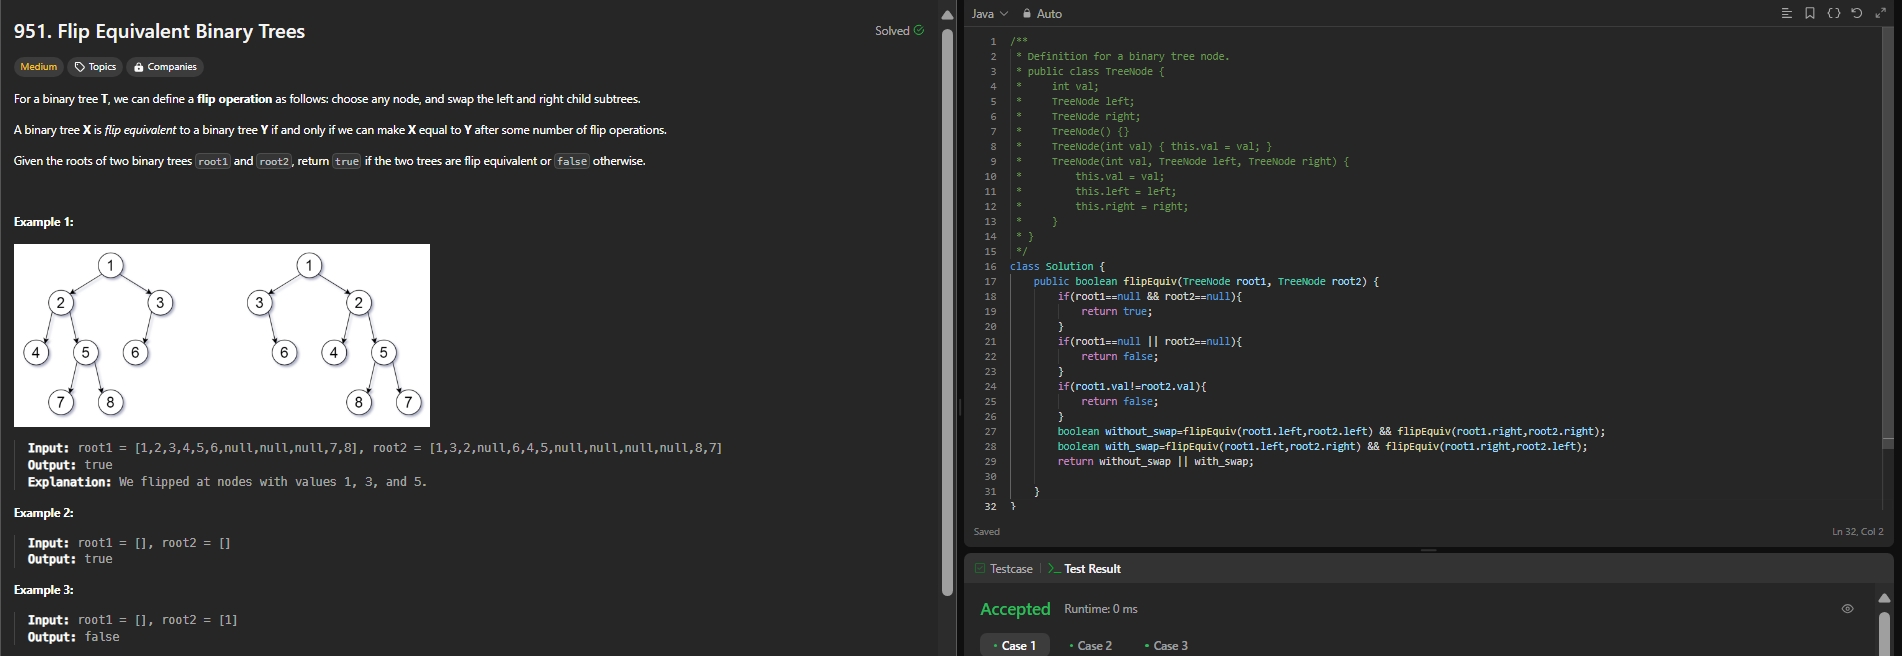 951. Flip Equivalent Binary Trees
Solved
Medium Topics Companies
For a binary tree T, we can define a flip operation as follows: choose any node, and swap the left and right child subtrees.
A binary tree X is flip equivalent to a binary tree Y if and only if we can make X equal to Y after some number of flip operations.
Given the roots of two binary trees root1 and root2, return true if the two trees are flip equivalent or false otherwise.
Example 1:
1 1
2 3 3 2
4 5 6 6 4 5
7 8 8 7
Input: root1 = [1,2,3,4,5,6,null,null,null,7,8], root2 = [1,3,2,null,6,4,5,null,null,null,null,8,7]
Output: true
Explanation: We flipped at nodes with values 1, 3, and 5.
Example 2:
Input: root1 = [], root2 = []
Output: true
Example 3:
Input: root1 = [], root2 = [1]
Output: false
Java Auto
1 /**
2 * Definition for a binary tree node.
3 * public class TreeNode {
4 *     int val;
5 *     TreeNode left;
6 *     TreeNode right;
7 *     TreeNode() {}
8 *     TreeNode(int val) { this.val = val; }
9 *     TreeNode(int val, TreeNode left, TreeNode right) {
10 *         this.val = val;
11 *         this.left = left;
12 *         this.right = right;
13 *     }
14 * }
15 */
16 class Solution {
17     public boolean flipEquiv(TreeNode root1, TreeNode root2) {
18         if(root1==null && root2==null){
19             return true;
20         }
21         if(root1==null || root2==null){
22             return false;
23         }
24         if(root1.val!=root2.val){
25             return false;
26         }
27         boolean without_swap=flipEquiv(root1.left,root2.left) && flipEquiv(root1.right,root2.right);
28         boolean with_swap=flipEquiv(root1.left,root2.right) && flipEquiv(root1.right,root2.left);
29         return without_swap || with_swap;
30
31     }
32 }
Saved
Ln 32, Col 2
Testcase Test Result
Accepted Runtime: 0 ms
Case 1 Case 2 Case 3